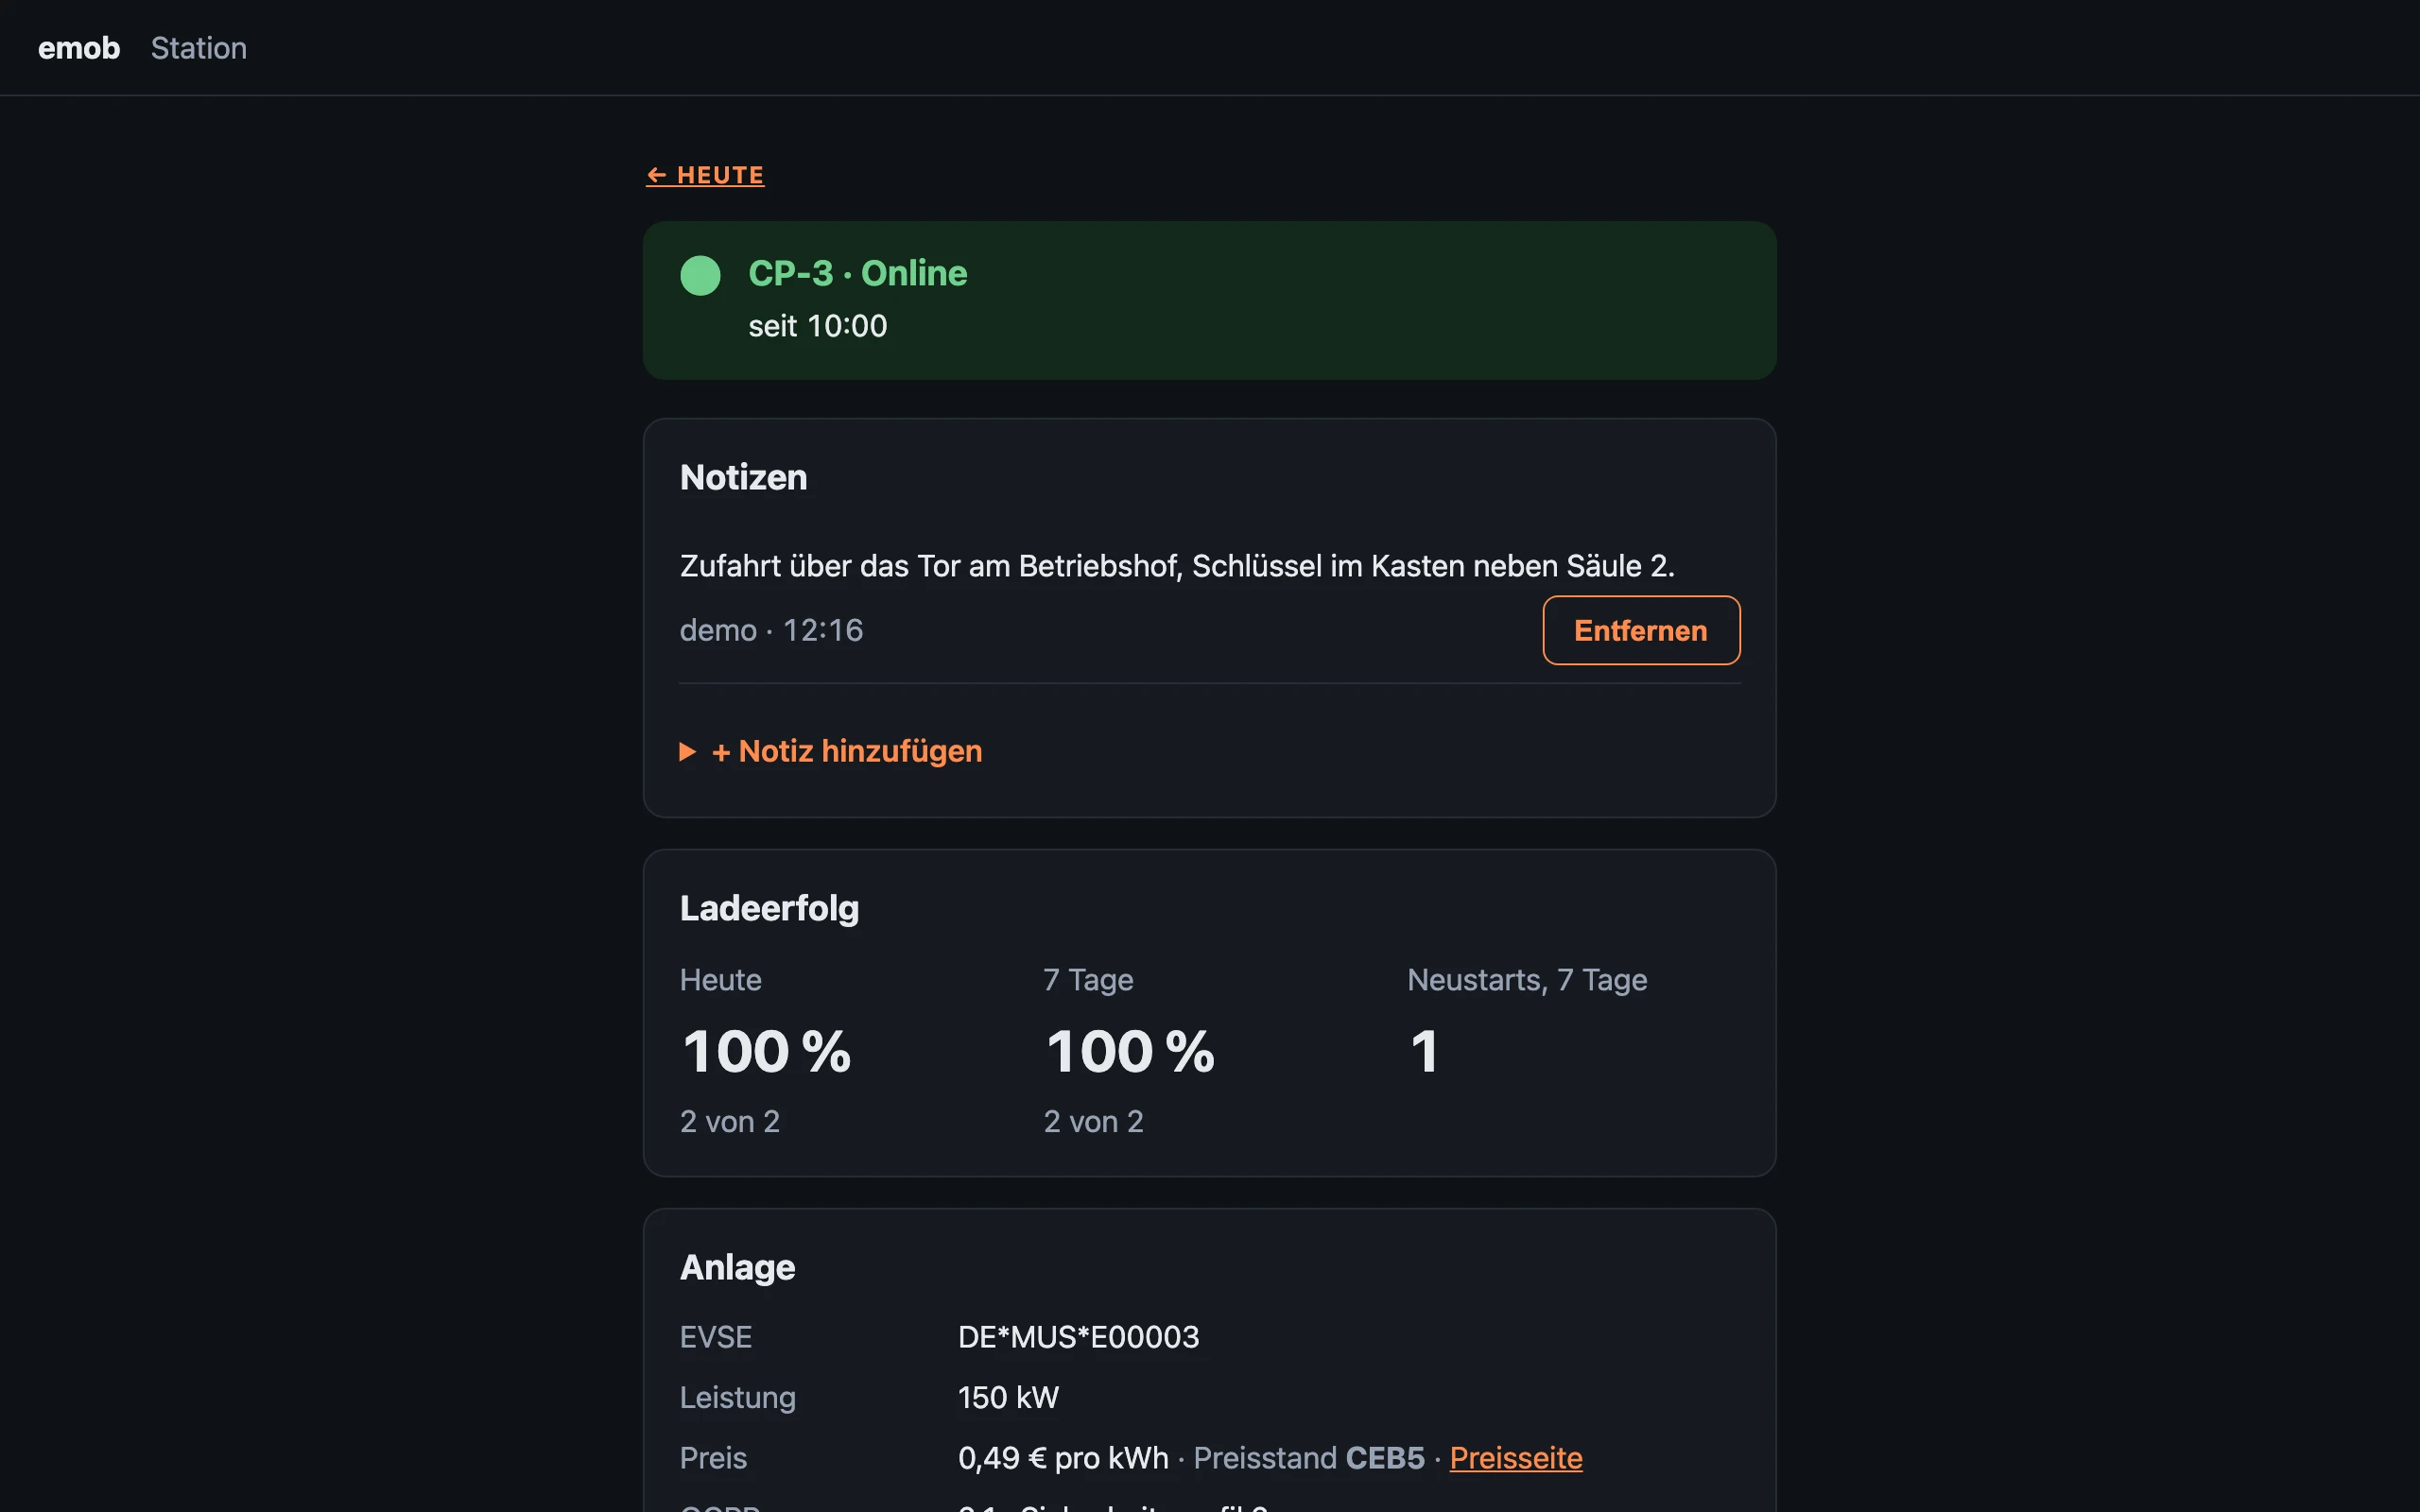 emob Station
← HEUTE
CP-3 · Online
seit 10:00
Notizen
Zufahrt über das Tor am Betriebshof, Schlüssel im Kasten neben Säule 2.
demo · 12:16 Entfernen
▶ + Notiz hinzufügen
Ladeerfolg
Heute 7 Tage Neustarts, 7 Tage
100 % 100 % 1
2 von 2 2 von 2
Anlage
EVSE DE*MUS*E00003
Leistung 150 kW
Preis 0,49 € pro kWh · Preisstand CEB5 · Preisseite